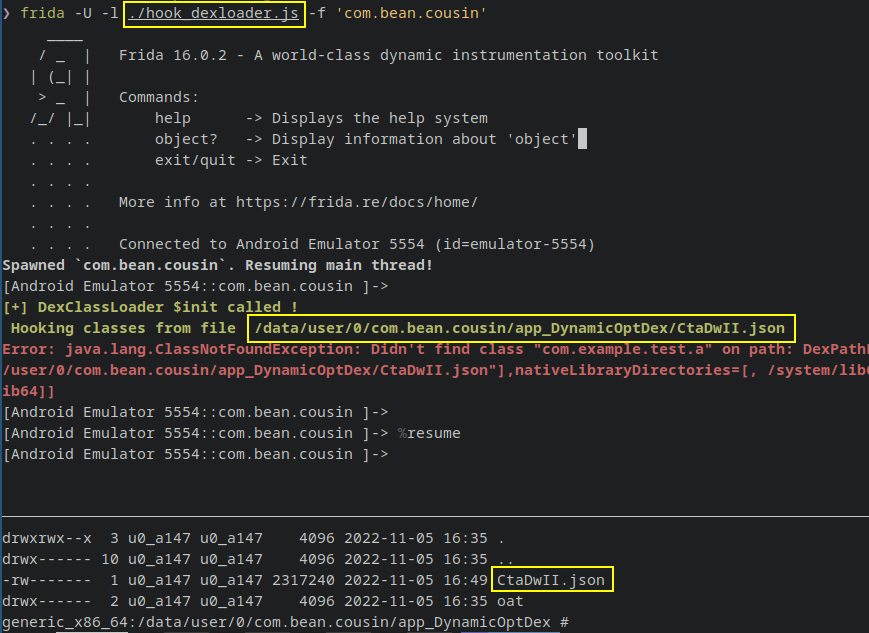 ❯ frida -U -l ./hook_dexloader.js -f 'com.bean.cousin'
     ____
    / _  |   Frida 16.0.2 - A world-class dynamic instrumentation toolkit
   | (_| |
    > _  |   Commands:
   /_/ |_|       help      -> Displays the help system
   . . . .       object?   -> Display information about 'object'
   . . . .       exit/quit -> Exit
   . . . .
   . . . .   More info at https://frida.re/docs/home/
   . . . .
   . . . .   Connected to Android Emulator 5554 (id=emulator-5554)
Spawned `com.bean.cousin`. Resuming main thread!
[Android Emulator 5554::com.bean.cousin ]->
[+] DexClassLoader $init called !
 Hooking classes from file  /data/user/0/com.bean.cousin/app_DynamicOptDex/CtaDwII.json
Error: java.lang.ClassNotFoundException: Didn't find class "com.example.test.a" on path: DexPathL
/user/0/com.bean.cousin/app_DynamicOptDex/CtaDwII.json"],nativeLibraryDirectories=[, /system/lib6
ib64]]
[Android Emulator 5554::com.bean.cousin ]->
[Android Emulator 5554::com.bean.cousin ]-> %resume
[Android Emulator 5554::com.bean.cousin ]->
drwxrwx--x  3 u0_a147 u0_a147    4096 2022-11-05 16:35 .
drwx------ 10 u0_a147 u0_a147    4096 2022-11-05 16:35 ..
-rw-------  1 u0_a147 u0_a147 2317240 2022-11-05 16:49 CtaDwII.json
drwx------  2 u0_a147 u0_a147    4096 2022-11-05 16:35 oat
generic_x86_64:/data/user/0/com.bean.cousin/app_DynamicOptDex #